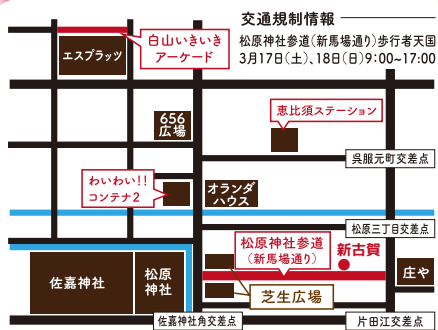 交通規制情報
松原神社参道(新馬場通り)歩行者天国
3月17日(土)、18日(日)9:00~17:00
白山いきいき
アーケード
エスプラッツ
656
広場
恵比須ステーション
呉服元町交差点
わいわい!!
コンテナ2
オランダ
ハウス
松原三丁目交差点
松原神社参道
(新馬場通り)
新古賀
庄や
佐嘉神社
松原
神社
芝生広場
佐嘉神社角交差点
片田江交差点